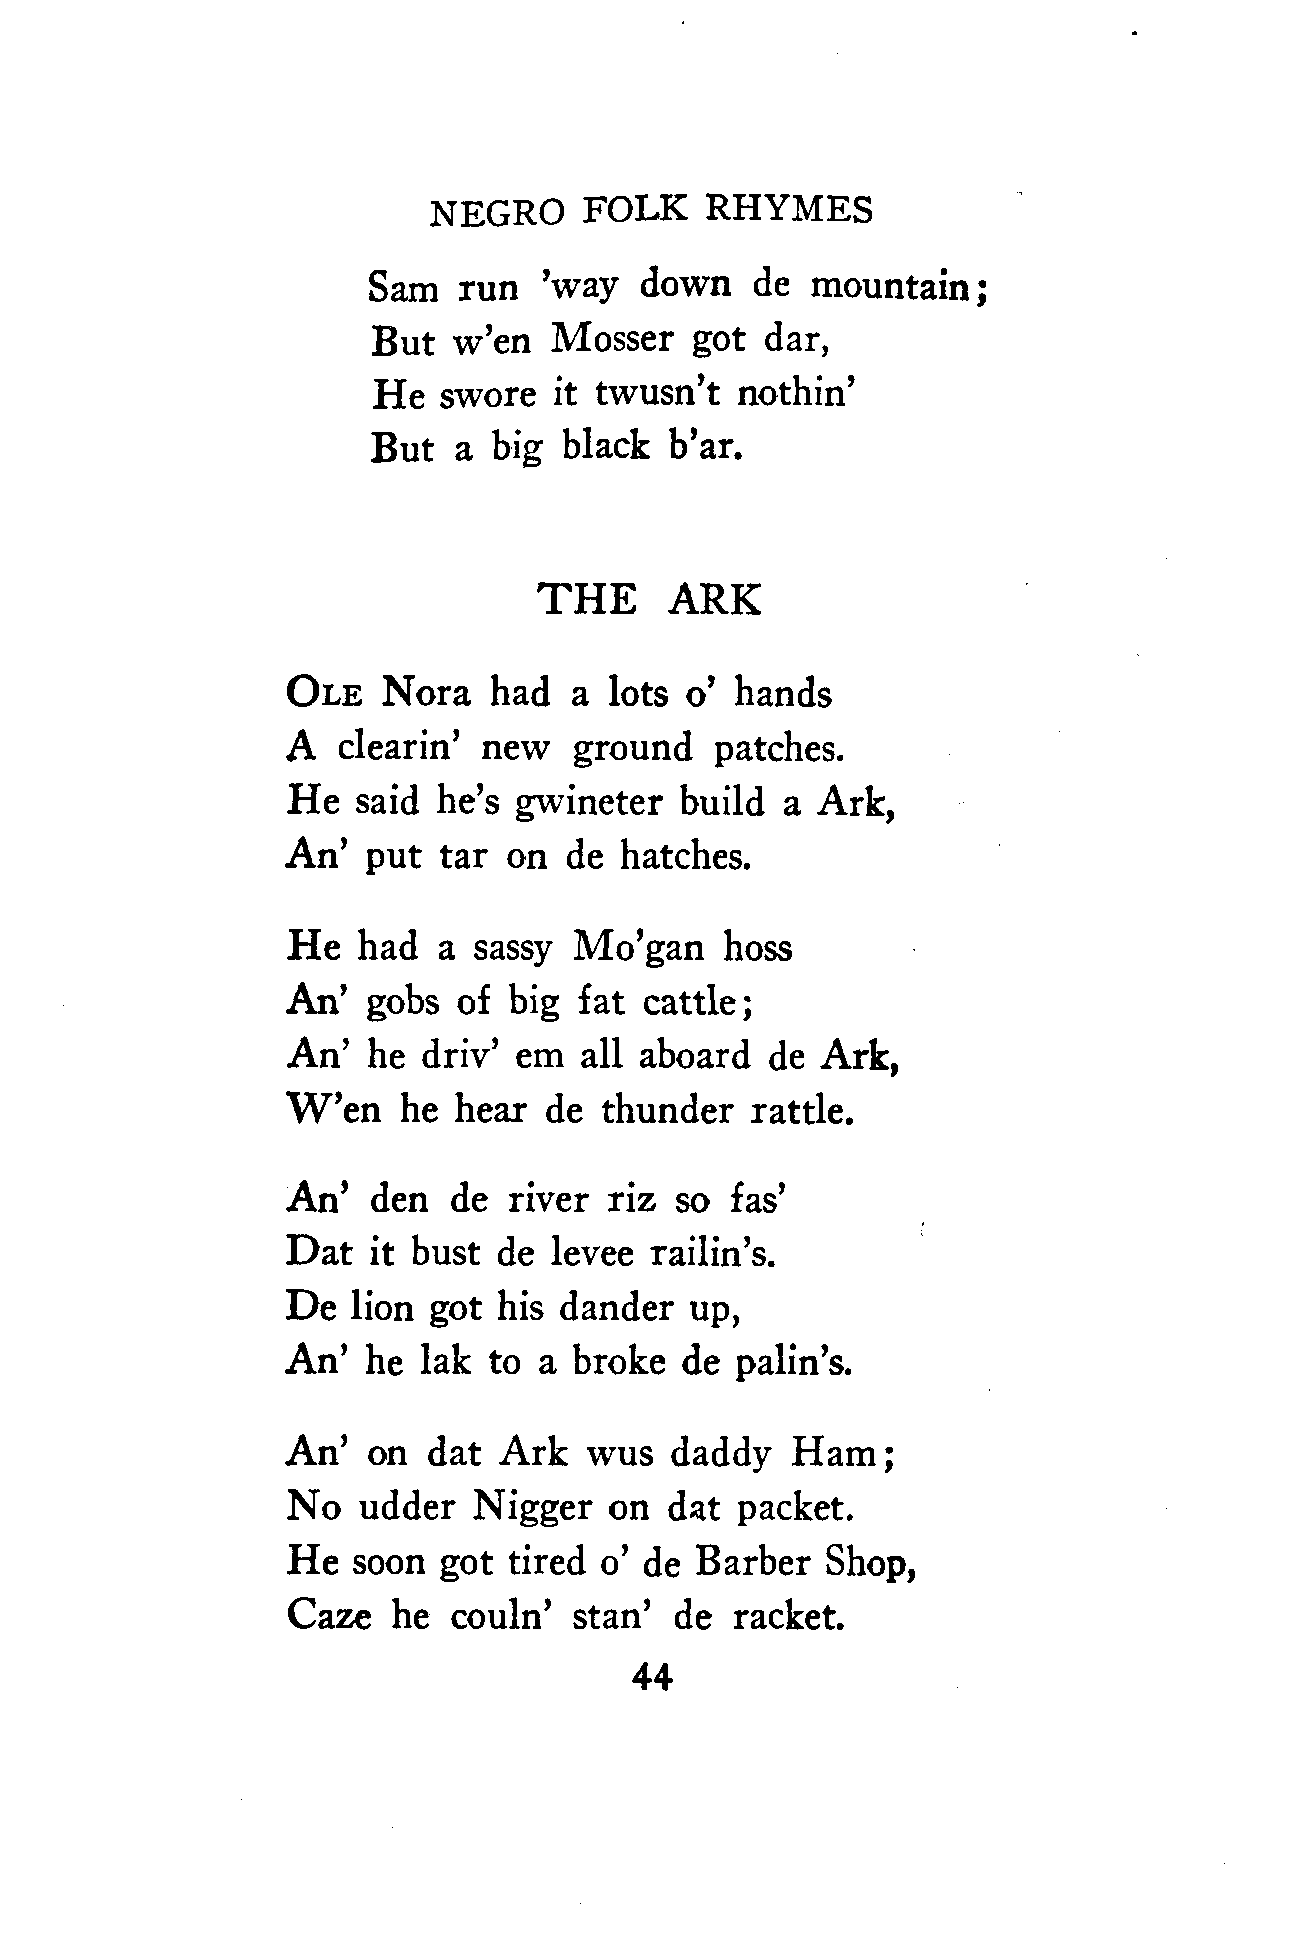 NEGRO FOLK RHYMES
Sam run 'way down de mountain;
But w'en Mosser got dar,
He swore it twusn't nothin'
But a big black b'ar.
THE ARK
OLE Nora had a lots o' hands
A clearin' new ground patches.
He said he's gwineter build a Ark,
An' put tar on de hatches.
He had a sassy Mo'gan hoss
An' gobs of big fat cattle;
An' he driv' em all aboard de Ark,
W'en he hear de thunder rattle.
An' den de river riz so fas'
Dat it bust de levee railin's.
De lion got his dander up,
An' he lak to a broke de palin's.
An' on dat Ark wus daddy Ham;
No udder Nigger on dat packet.
He soon got tired o' de Barber Shop,
Caze he couln' stan' de racket.
44